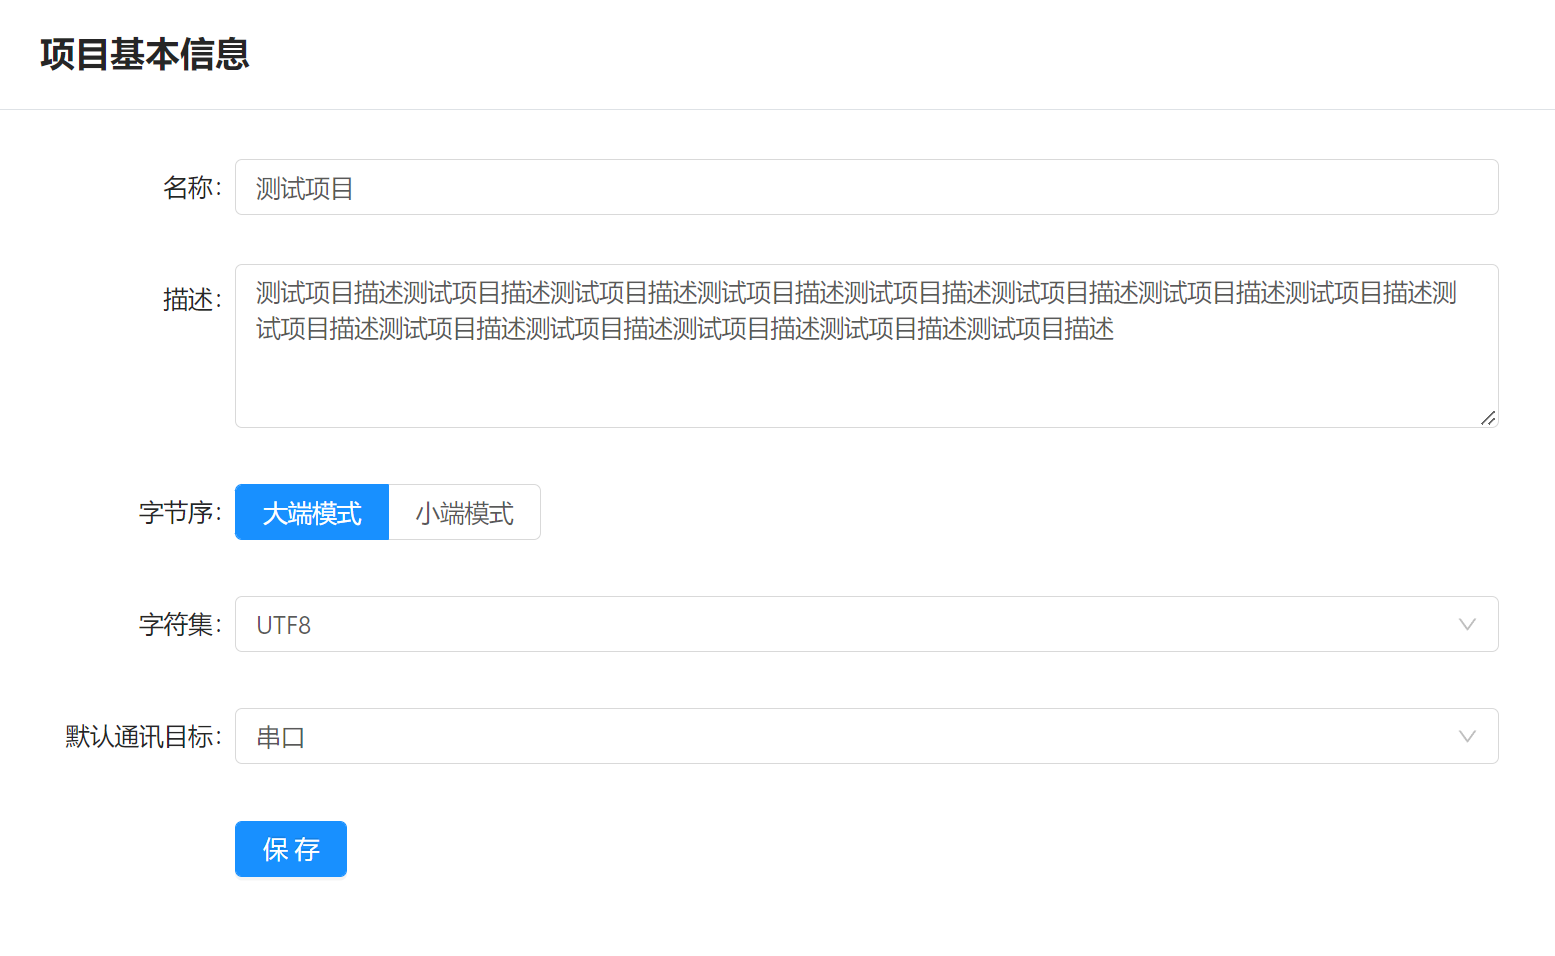 项目基本信息
名称:
测试项目
描述:
测试项目描述测试项目描述测试项目描述测试项目描述测试项目描述测试项目描述测试项目描述测试项目描述测
试项目描述测试项目描述测试项目描述测试项目描述测试项目描述测试项目描述
字节序:
大端模式 小端模式
字符集:
UTF8
默认通讯目标:
串口
保 存